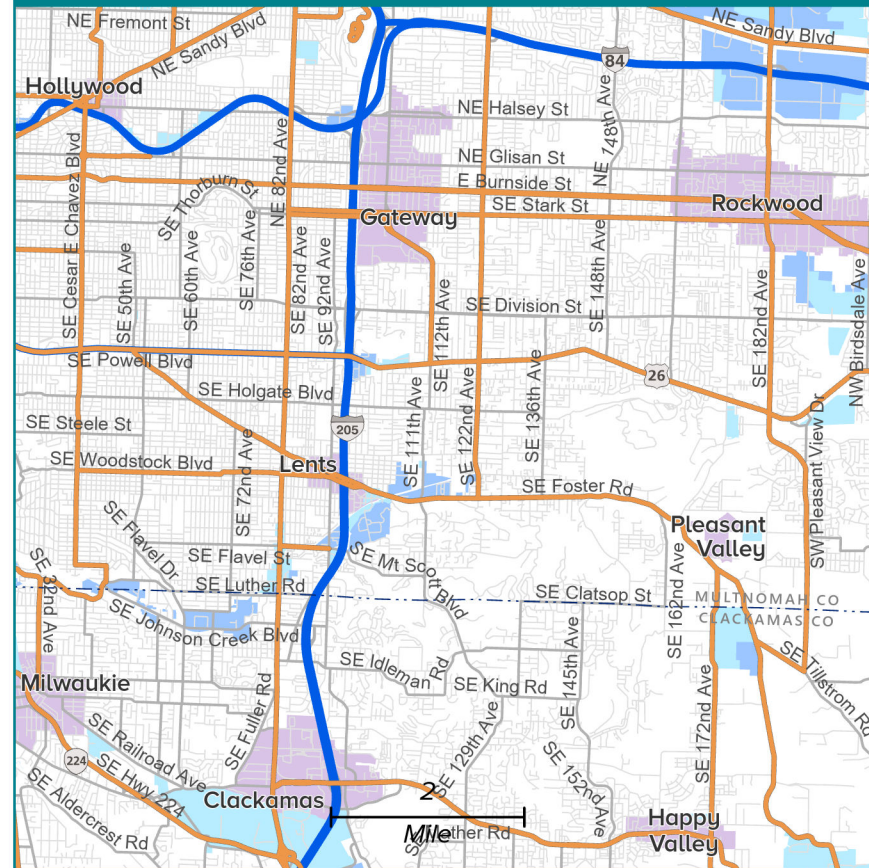 NE Fremont St
NE Sandy Blvd
NE Sandy Blvd
84
Hollywood
NE Halsey St
NE 148th Ave
NE Glisan St
NE 82nd Ave
E Burnside St
SE Thorburn St
SE Stark St
Rockwood
Gateway
SE Cesar E Chavez Blvd
SE 50th Ave
SE 60th Ave
SE 76th Ave
SE 82nd Ave
SE 92nd Ave
SE 148th Ave
SE Division St
SE 182nd Ave
NW Birdsdale Ave
SE 112th Ave
SE Powell Blvd
26
SE Holgate Blvd
SE 136th Ave
SE Steele St
205
SE 111th Ave
SE 122nd Ave
SW Pleasant View Dr
SE 72nd Ave
SE Woodstock Blvd
Lents
SE Foster Rd
SE Flavel Dr
Pleasant
Valley
SE Flavel St
SE Mt Scott Blvd
SE 162nd Ave
SE 32nd Ave
SE Luther Rd
SE Clatsop St
MULTNOMAH CO
CLACKAMAS CO
SE Johnson Creek Blvd
SE Idleman Rd
SE 145th Ave
SE Tillstrom Rd
Milwaukie
SE King Rd
SE Fuller Rd
SE 129th Ave
SE 172nd Ave
SE Railroad Ave
224
SE Hwy 224
SE 152nd Ave
SE Aldercrest Rd
Clackamas
2
Mile
ther Rd
Happy
Valley